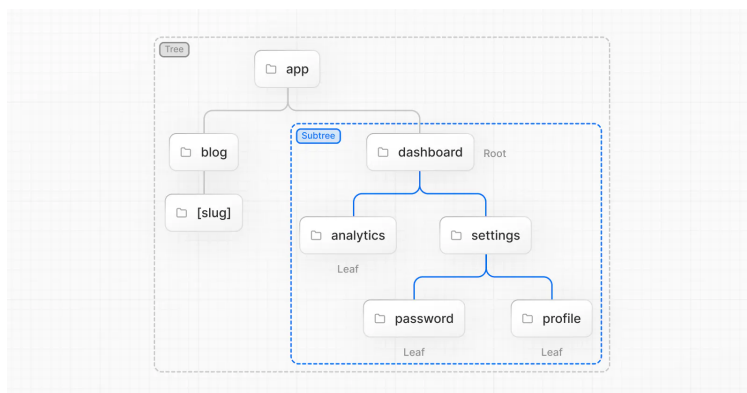 Tree
app
Subtree
blog
dashboard
Root
[slug]
analytics
settings
Leaf
password
profile
Leaf
Leaf